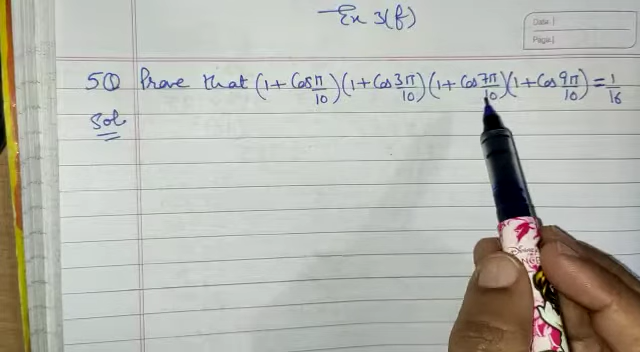 Ex 3(f)
Date |
Page |
5Q Prove that (1 + Cos π/10) (1 + Cos 3π/10) (1 + Cos 7π/10) (1 + Cos 9π/10) = 1/16
Sol